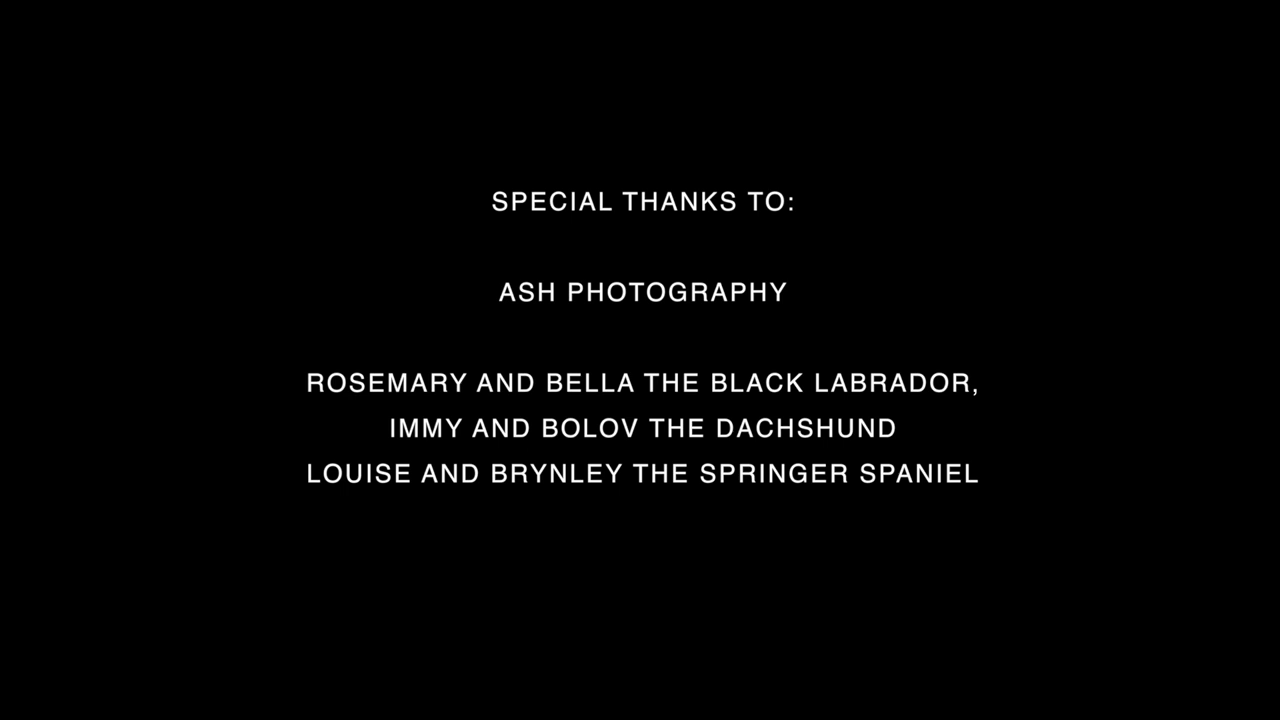 SPECIAL THANKS TO:
ASH PHOTOGRAPHY
ROSEMARY AND BELLA THE BLACK LABRADOR,
IMMY AND BOLOV THE DACHSHUND
LOUISE AND BRYNLEY THE SPRINGER SPANIEL